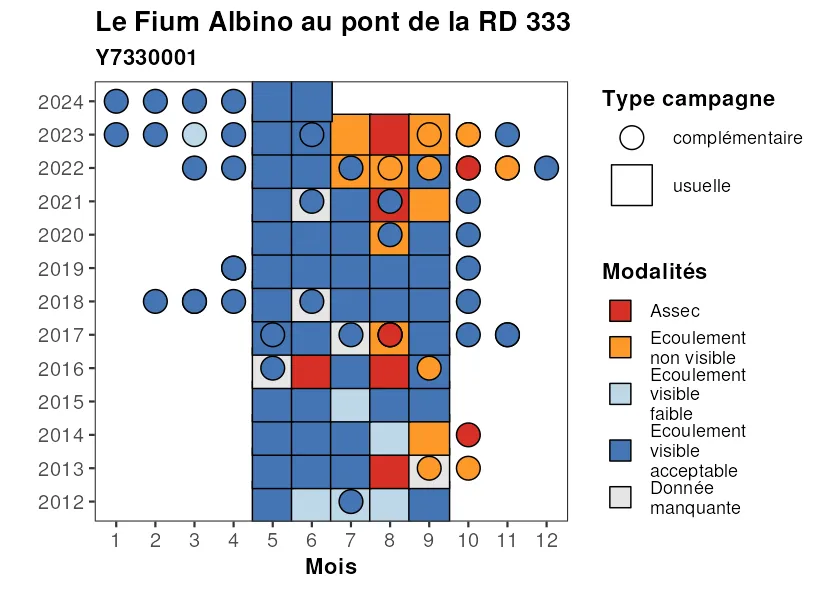 Le Fium Albino au pont de la RD 333
Y7330001
2024
2023
2022
2021
2020
2019
2018
2017
2016
2015
2014
2013
2012
1 2 3 4 5 6 7 8 9 10 11 12
Mois
Type campagne
complémentaire
usuelle
Modalités
Assec
Ecoulement
non visible
Ecoulement
visible
faible
Ecoulement
visible
acceptable
Donnée
manquante